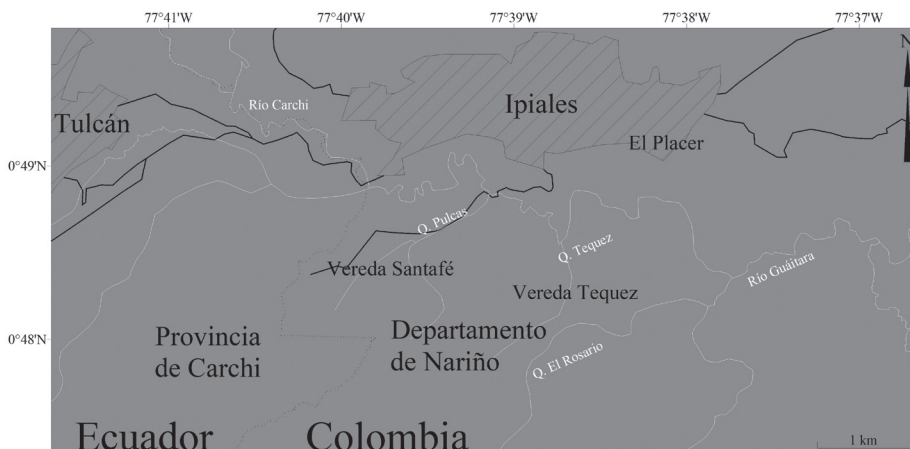 77°41'W 77°40'W 77°39'W 77°38'W 77°37'W
N
Río Carchi
Ipiales
Tulcán
El Placer
0°49'N
Q. Pulcas
Q. Tequez
Vereda Santafé
Río Guáitara
Vereda Tequez
0°48'N
Provincia
de Carchi
Departamento
de Nariño
Q. El Rosario
Ecuador
Colombia
1 km